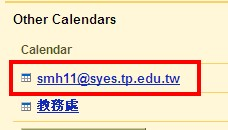 Other Calendars
Calendar
smh11@syes.tp.edu.tw
教務處